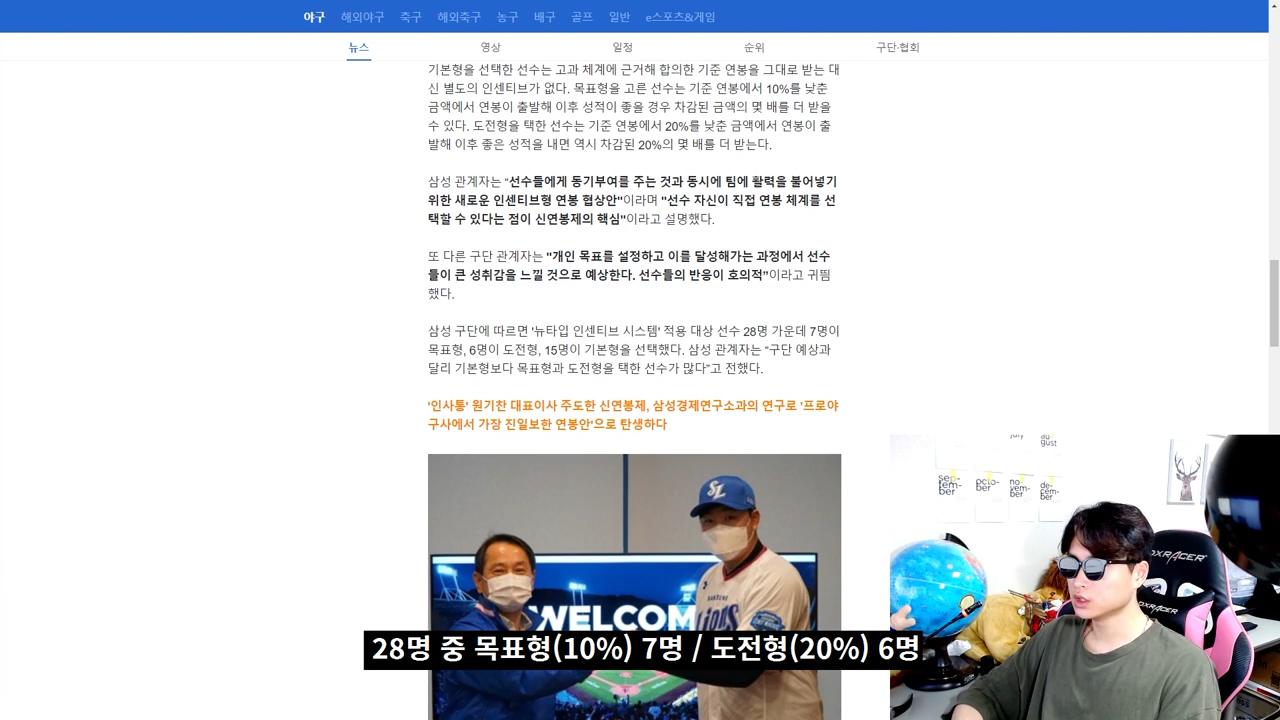 야구 해외야구 축구 해외축구 농구 배구 골프 일반 e스포츠&게임
뉴스 영상 일정 순위 구단·협회
기본형을 선택한 선수는 고과 체계에 근거해 합의한 기준 연봉을 그대로 받는 대
신 별도의 인센티브가 없다. 목표형을 고른 선수는 기준 연봉에서 10%를 낮춘
금액에서 연봉이 출발해 이후 성적이 좋을 경우 차감된 금액의 몇 배를 더 받을
수 있다. 도전형을 택한 선수는 기준 연봉에서 20%를 낮춘 금액에서 연봉이 출
발해 이후 좋은 성적을 내면 역시 차감된 20%의 몇 배를 더 받는다.
삼성 관계자는 “선수들에게 동기부여를 주는 것과 동시에 팀에 활력을 불어넣기
위한 새로운 인센티브형 연봉 협상안"이라며 "선수 자신이 직접 연봉 체계를 선
택할 수 있다는 점이 신연봉제의 핵심"이라고 설명했다.
또 다른 구단 관계자는 "개인 목표를 설정하고 이를 달성해가는 과정에서 선수
들이 큰 성취감을 느낄 것으로 예상한다. 선수들의 반응이 호의적”이라고 귀띔
했다.
삼성 구단에 따르면 '뉴타입 인센티브 시스템' 적용 대상 선수 28명 가운데 7명이
목표형, 6명이 도전형, 15명이 기본형을 선택했다. 삼성 관계자는 “구단 예상과
달리 기본형보다 목표형과 도전형을 택한 선수가 많다”고 전했다.
'인사통' 원기찬 대표이사 주도한 신연봉제, 삼성경제연구소과의 연구로 '프로야
구사에서 가장 진일보한 연봉안'으로 탄생하다
SL
WELCOM
SAMSUNG
Lions
july
au-
gust
sep-
tem-
ber
octo-
ber
no
vem-
ber
de-
cember
DXRACER
DXRACER
28명 중 목표형(10%) 7명 / 도전형(20%) 6명